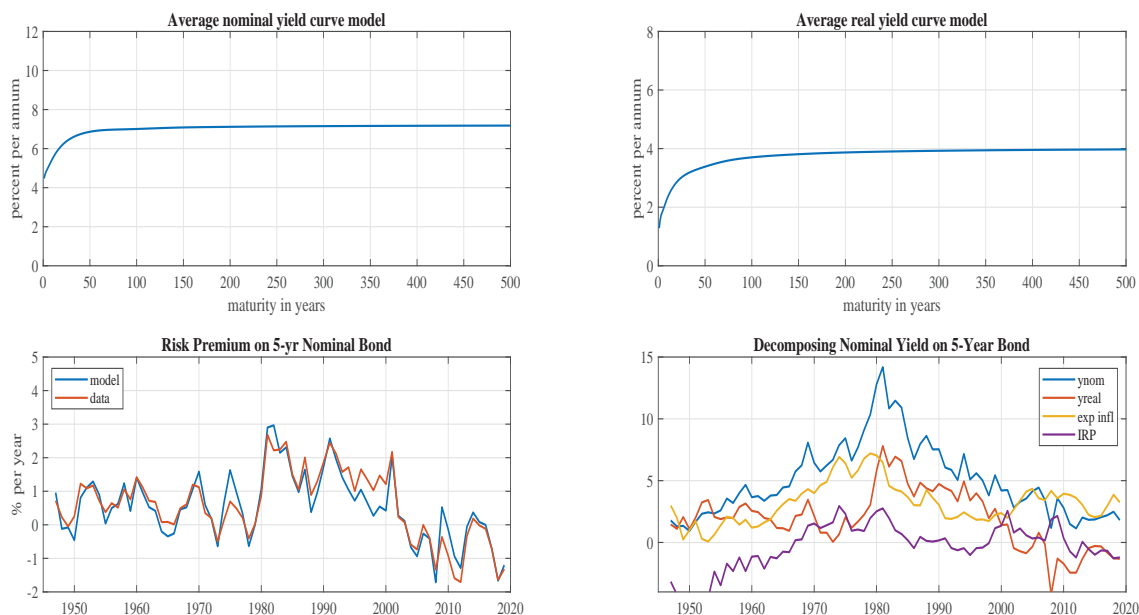 Average nominal yield curve model
12
10
8
6
4
2
0
percent per annum
0 50 100 150 200 250 300 350 400 450 500
maturity in years
Average real yield curve model
8
6
4
2
0
percent per annum
0 50 100 150 200 250 300 350 400 450 500
maturity in years
Risk Premium on 5-yr Nominal Bond
5
4
3
2
1
0
-1
-2
% per year
model
data
1950 1960 1970 1980 1990 2000 2010 2020
Decomposing Nominal Yield on 5-Year Bond
15
10
5
0
ynom
yreal
exp infl
IRP
1950 1960 1970 1980 1990 2000 2010 2020